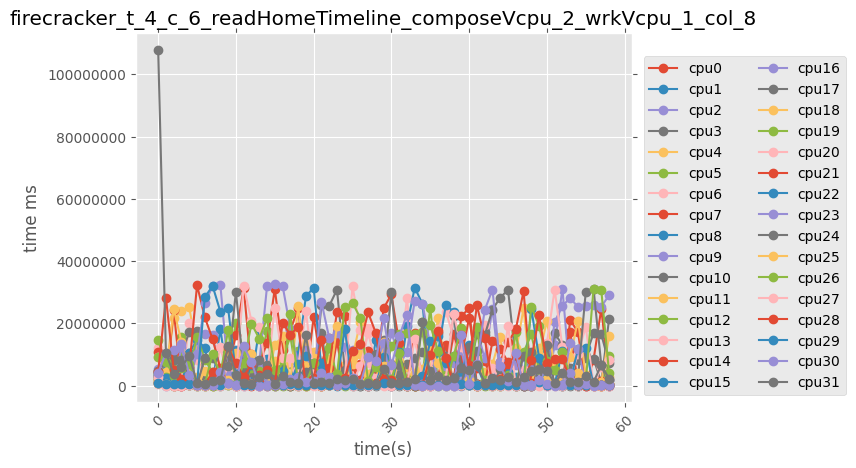 firecracker_t_4_c_6_readHomeTimeline_composeVcpu_2_wrkVcpu_1_col_8
time ms
100000000
80000000
60000000
40000000
20000000
0
0
10
20
30
40
50
60
time(s)
cpu0
cpu1
cpu2
cpu3
cpu4
cpu5
cpu6
cpu7
cpu8
cpu9
cpu10
cpu11
cpu12
cpu13
cpu14
cpu15
cpu16
cpu17
cpu18
cpu19
cpu20
cpu21
cpu22
cpu23
cpu24
cpu25
cpu26
cpu27
cpu28
cpu29
cpu30
cpu31